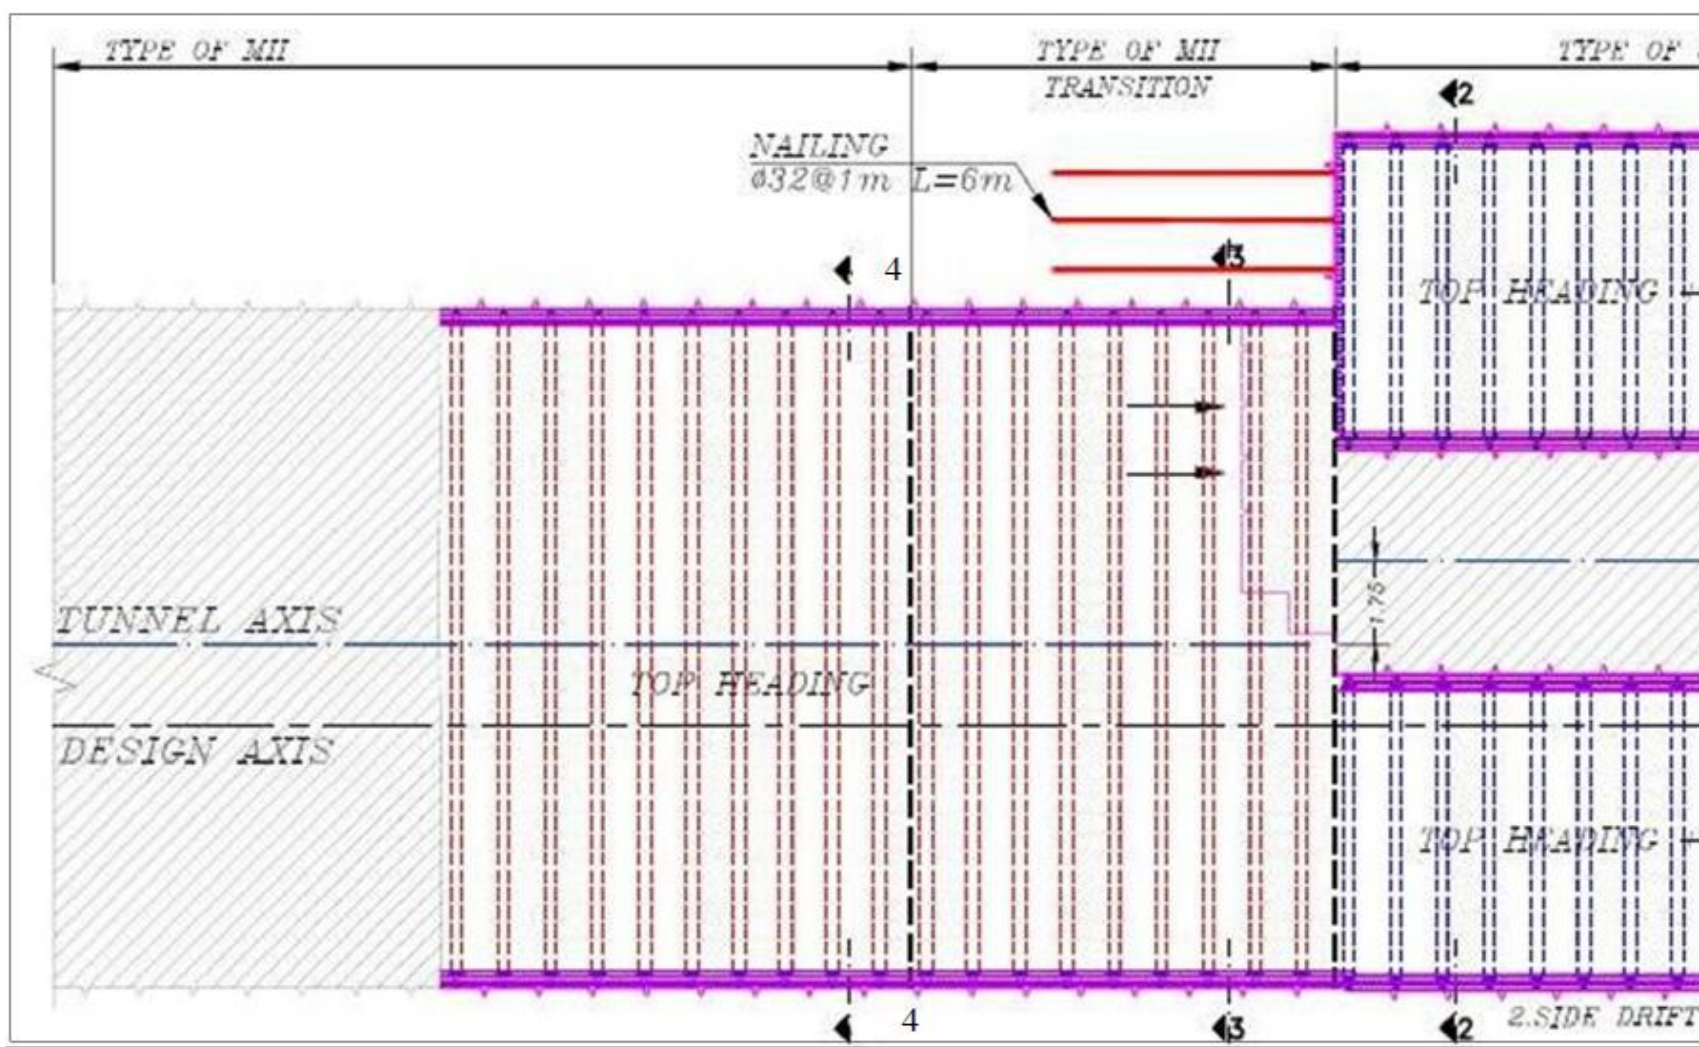 TYPE OF MII
TYPE OF MII
TRANSITION
TYPE OF
2
NAILING
ø32@1m L=6m
4
3
TOP HEADING
1.75
TUNNEL AXIS
TOP HEADING
DESIGN AXIS
TOP HEADING
4
3
2
2.SIDE DRIFT